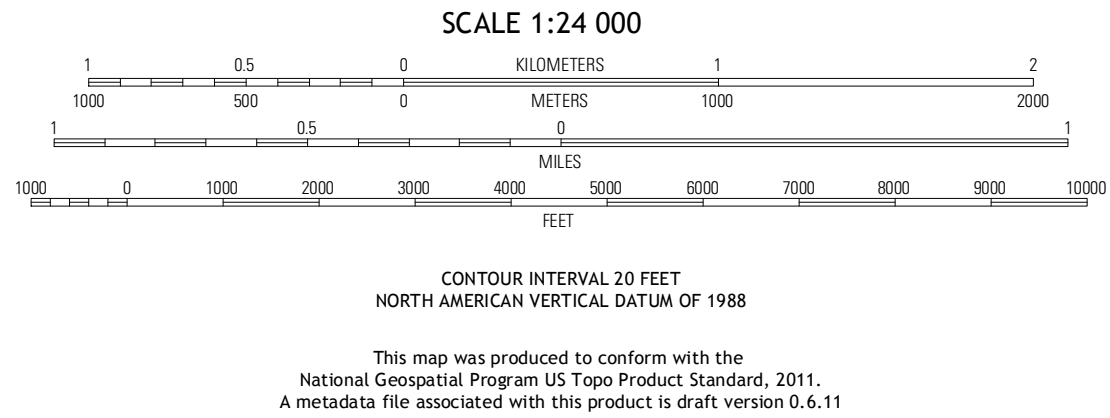 SCALE 1:24 000
1 0.5 0 KILOMETERS 1 2
1000 500 0 METERS 1000 2000
1 0.5 0 1
MILES
1000 0 1000 2000 3000 4000 5000 6000 7000 8000 9000 10000
FEET
CONTOUR INTERVAL 20 FEET
NORTH AMERICAN VERTICAL DATUM OF 1988
This map was produced to conform with the
National Geospatial Program US Topo Product Standard, 2011.
A metadata file associated with this product is draft version 0.6.11